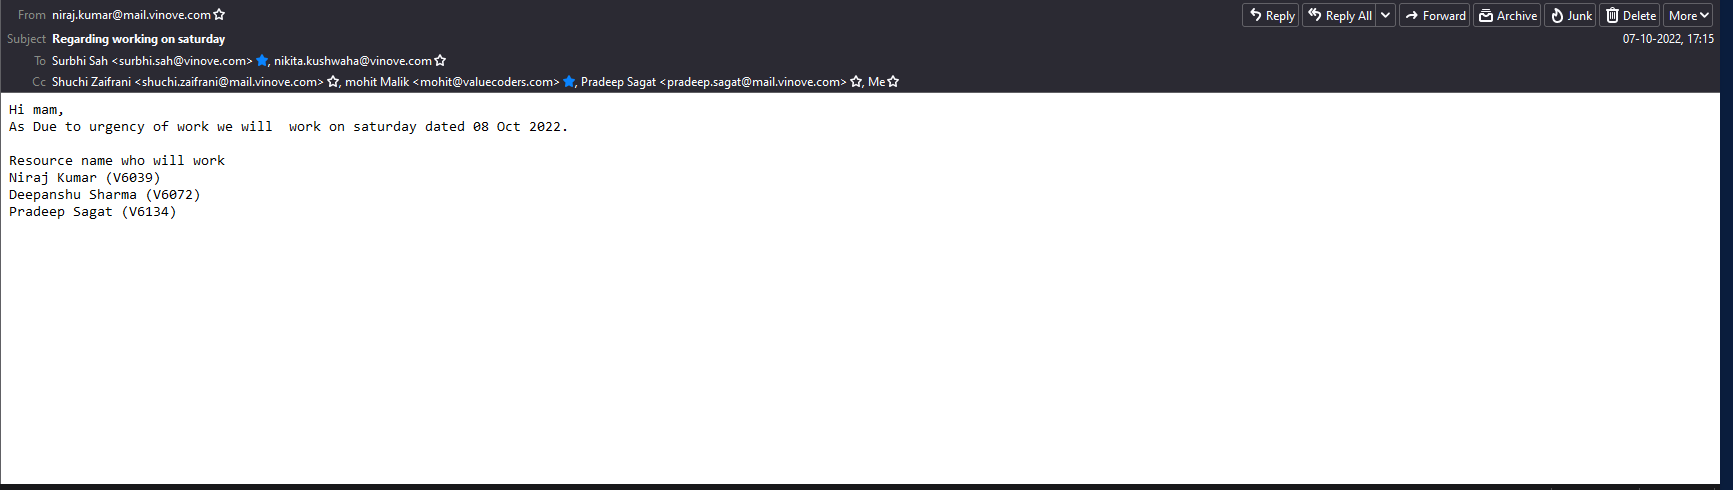 From niraj.kumar@mail.vinove.com
Reply Reply All Forward Archive Junk Delete More
Subject Regarding working on saturday
07-10-2022, 17:15
To Surbhi Sah <surbhi.sah@vinove.com>, nikita.kushwaha@vinove.com
Cc Shuchi Zaifrani <shuchi.zaifrani@mail.vinove.com>, mohit Malik <mohit@valuecoders.com>, Pradeep Sagat <pradeep.sagat@mail.vinove.com>, Me
Hi mam,
As Due to urgency of work we will  work on saturday dated 08 Oct 2022.
Resource name who will work
Niraj Kumar (V6039)
Deepanshu Sharma (V6072)
Pradeep Sagat (V6134)